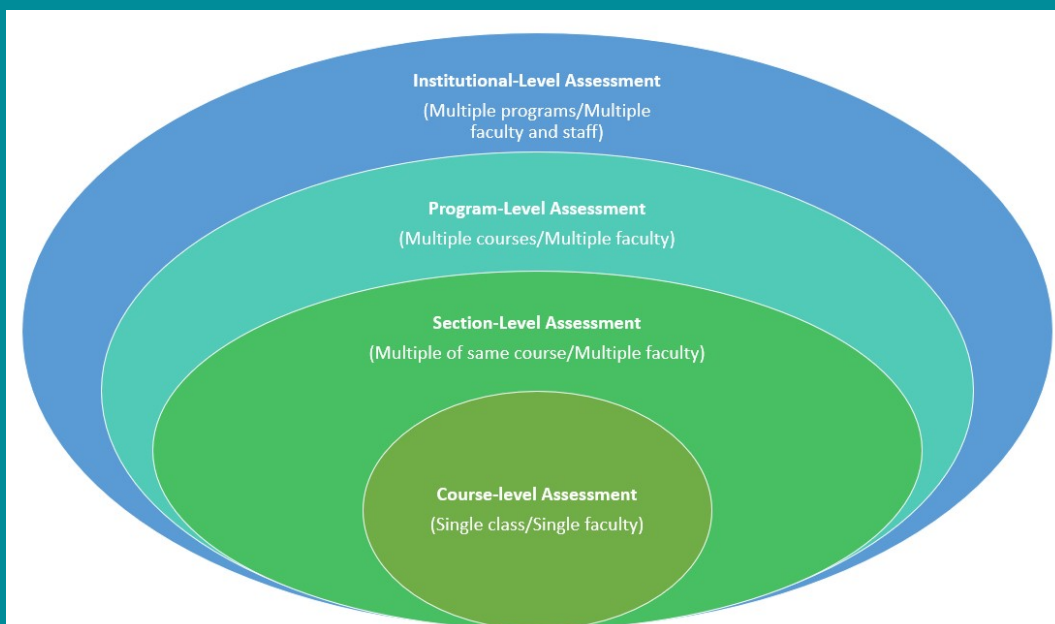 Institutional-Level Assessment
(Multiple programs/Multiple
faculty and staff)
Program-Level Assessment
(Multiple courses/Multiple faculty)
Section-Level Assessment
(Multiple of same course/Multiple faculty)
Course-level Assessment
(Single class/Single faculty)